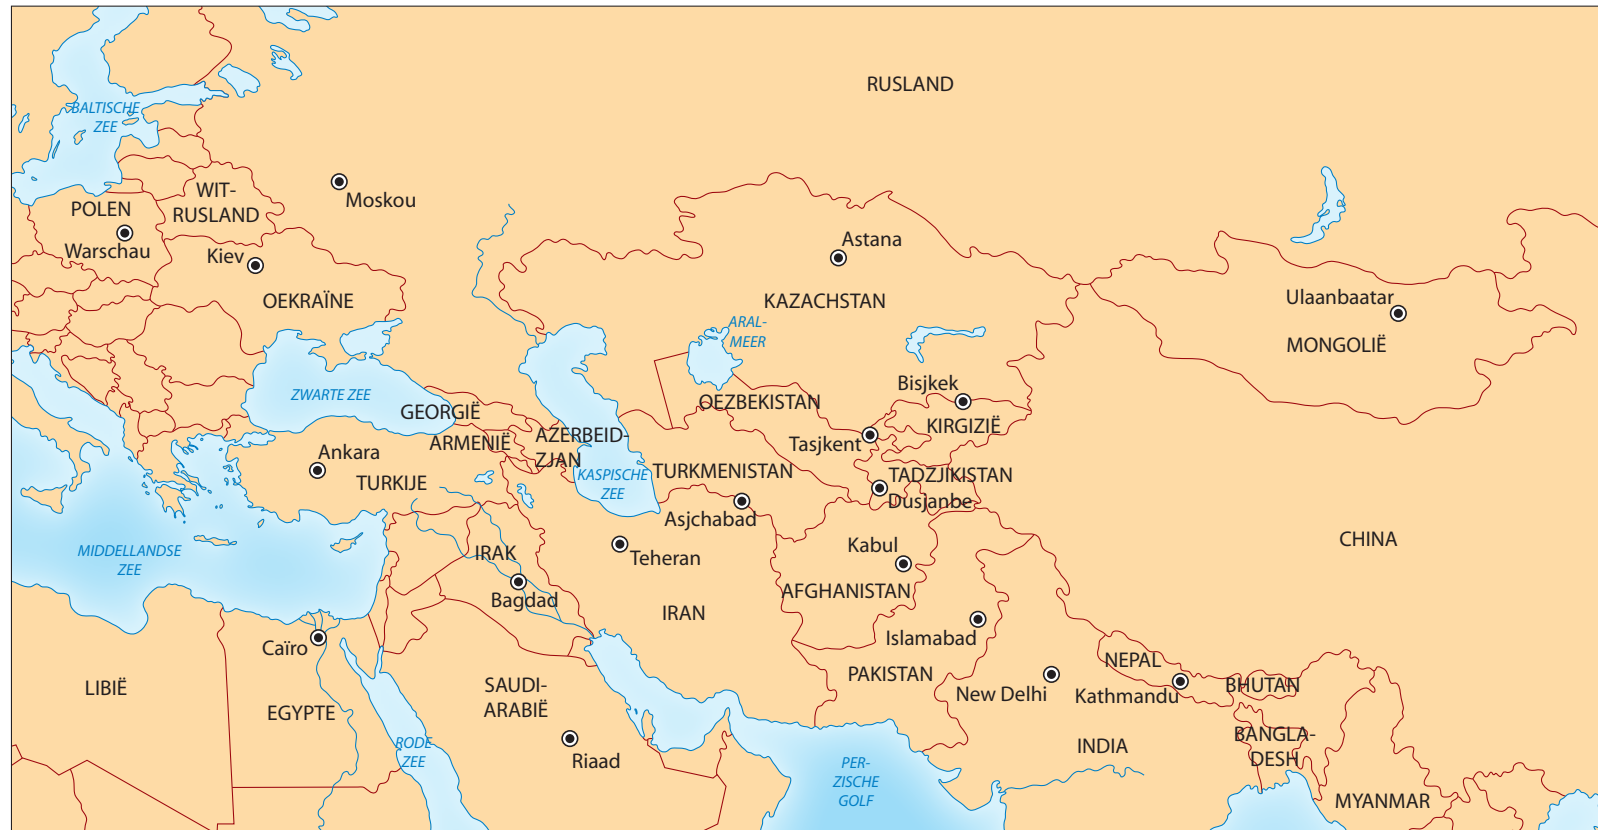 RUSLAND
BALTISCHE
ZEE
Moskou
WIT-
RUSLAND
POLEN
Warschau
Kiev
OEKRAÏNE
Astana
KAZACHSTAN
Ulaanbaatar
MONGOLIË
ARAL-
MEER
ZWARTE ZEE
Bisjkek
OEZBEKISTAN
KIRGIZIË
GEORGIË
ARMENIË
AZERBEID-
ZJAN
Tasjkent
Ankara
TURKIJE
KASPISCHE
ZEE
TURKMENISTAN
TADZJIKISTAN
Dusjanbe
Asjchabad
CHINA
MIDDELLANDSE
ZEE
IRAK
Teheran
Kabul
AFGHANISTAN
Bagdad
IRAN
Islamabad
Caïro
NEPAL
PAKISTAN
LIBIË
SAUDI-
ARABIË
New Delhi
Kathmandu
BHUTAN
EGYPTE
RODE
ZEE
Riaad
PER-
ZISCHE
GOLF
INDIA
BANGLA-
DESH
MYANMAR